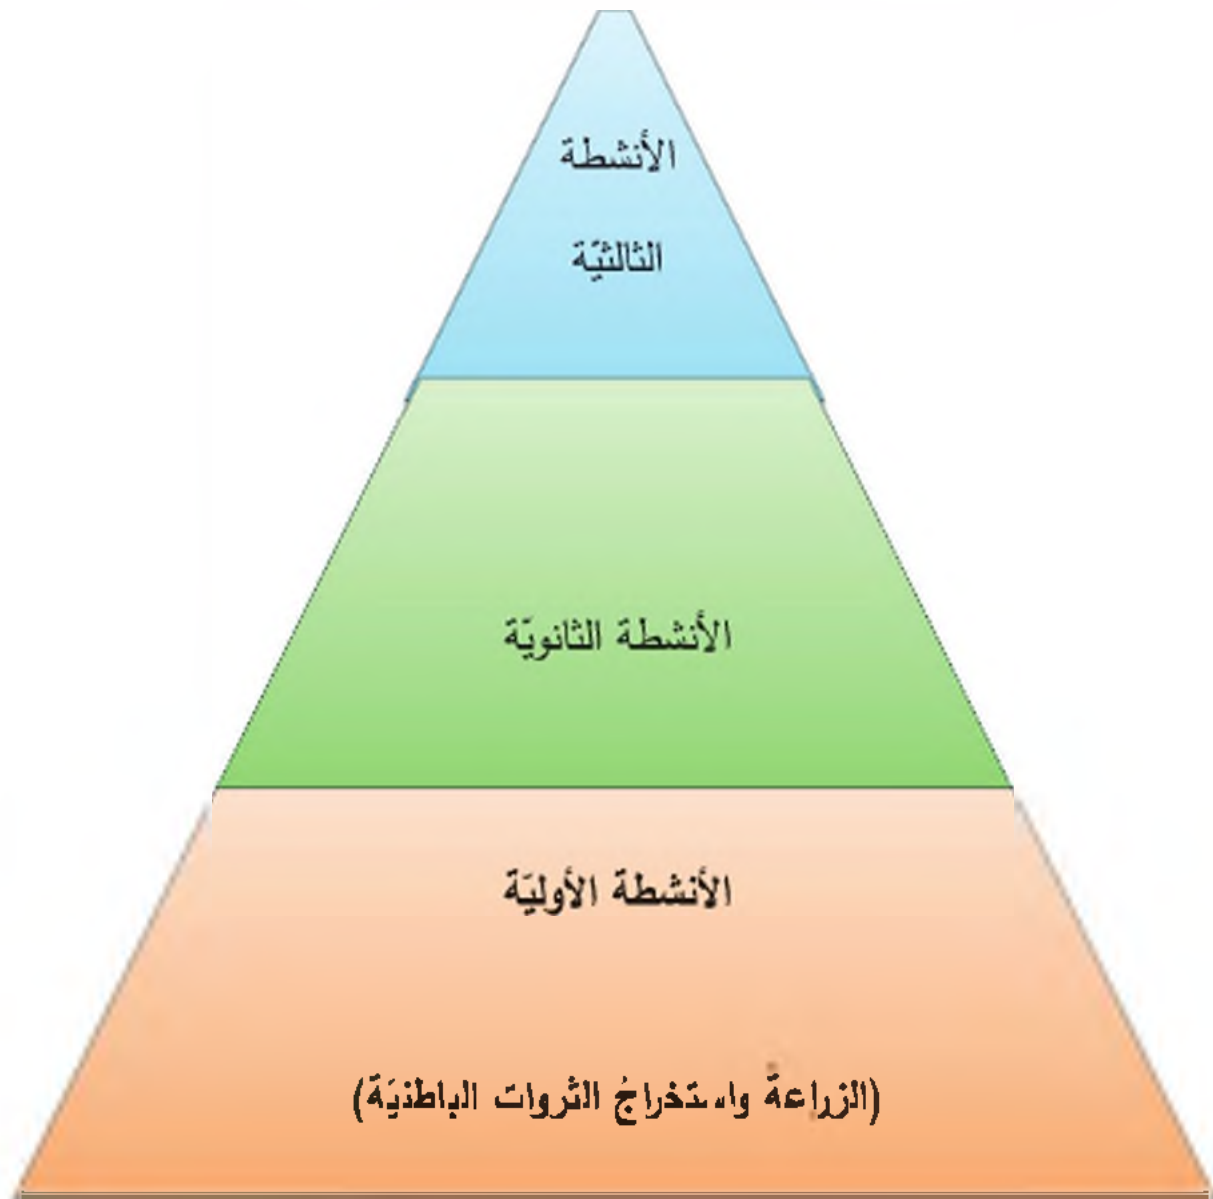 الأنشطة
الثالثيّة
الأنشطة الثانويّة
الأنشطة الأوليّة
(الزراعةُ واستخراجُ الثروات الباطنيّة)